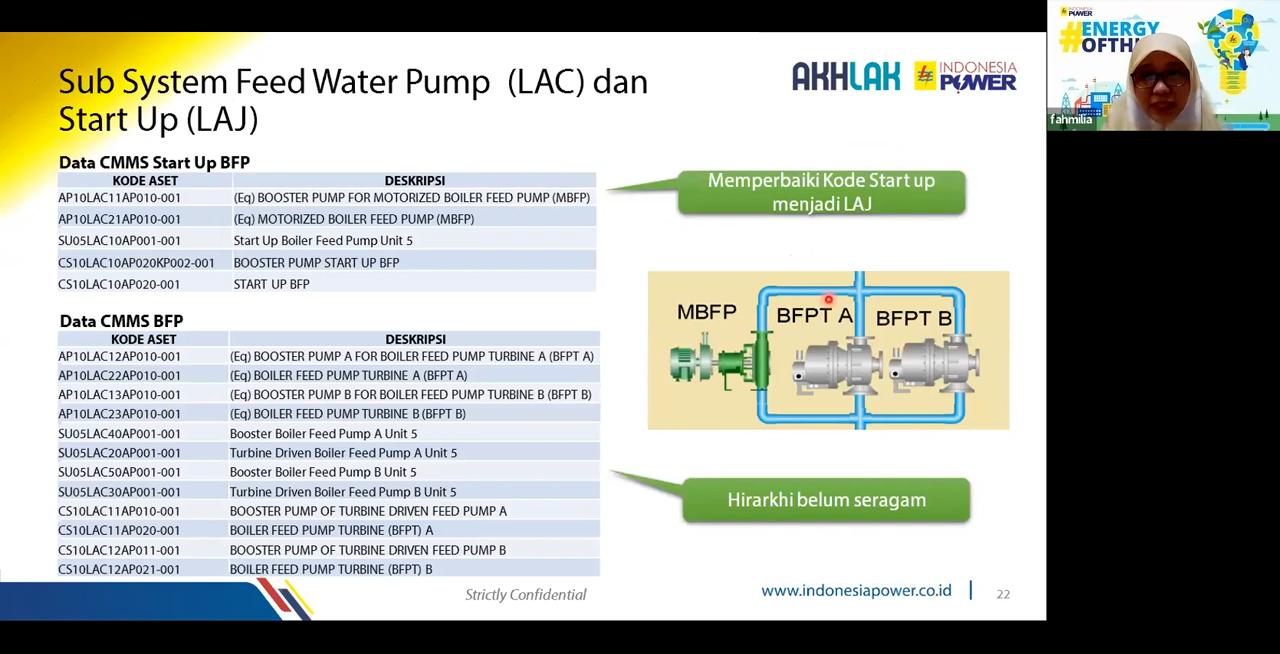 Sub System Feed Water Pump (LAC) dan
Start Up (LAJ)
AKHLAK
INDONESIA
POWER
INDONESIA
POWER
#ENERGY
fahmilia
Data CMMS Start Up BFP
KODE ASET DESKRIPSI
AP10LAC11AP010-001 (Eq) BOOSTER PUMP FOR MOTORIZED BOILER FEED PUMP (MBFP)
AP10LAC21AP010-001 (Eq) MOTORIZED BOILER FEED PUMP (MBFP)
SU05LAC10AP001-001 Start Up Boiler Feed Pump Unit 5
CS10LAC10AP020KP002-001 BOOSTER PUMP START UP BFP
CS10LAC10AP020-001 START UP BFP
Memperbaiki Kode Start up
menjadi LAJ
MBFP BFPT A BFPT B
Data CMMS BFP
KODE ASET DESKRIPSI
AP10LAC12AP010-001 (Eq) BOOSTER PUMP A FOR BOILER FEED PUMP TURBINE A (BFPT A)
AP10LAC22AP010-001 (Eq) BOILER FEED PUMP TURBINE A (BFPT A)
AP10LAC13AP010-001 (Eq) BOOSTER PUMP B FOR BOILER FEED PUMP TURBINE B (BFPT B)
AP10LAC23AP010-001 (Eq) BOILER FEED PUMP TURBINE B (BFPT B)
SU05LAC40AP001-001 Booster Boiler Feed Pump A Unit 5
SU05LAC20AP001-001 Turbine Driven Boiler Feed Pump A Unit 5
SU05LAC50AP001-001 Booster Boiler Feed Pump B Unit 5
SU05LAC30AP001-001 Turbine Driven Boiler Feed Pump B Unit 5
CS10LAC11AP010-001 BOOSTER PUMP OF TURBINE DRIVEN FEED PUMP A
CS10LAC11AP020-001 BOILER FEED PUMP TURBINE (BFPT) A
CS10LAC12AP011-001 BOOSTER PUMP OF TURBINE DRIVEN FEED PUMP B
CS10LAC12AP021-001 BOILER FEED PUMP TURBINE (BFPT) B
Hirarkhi belum seragam
Strictly Confidential
www.indonesiapower.co.id
22